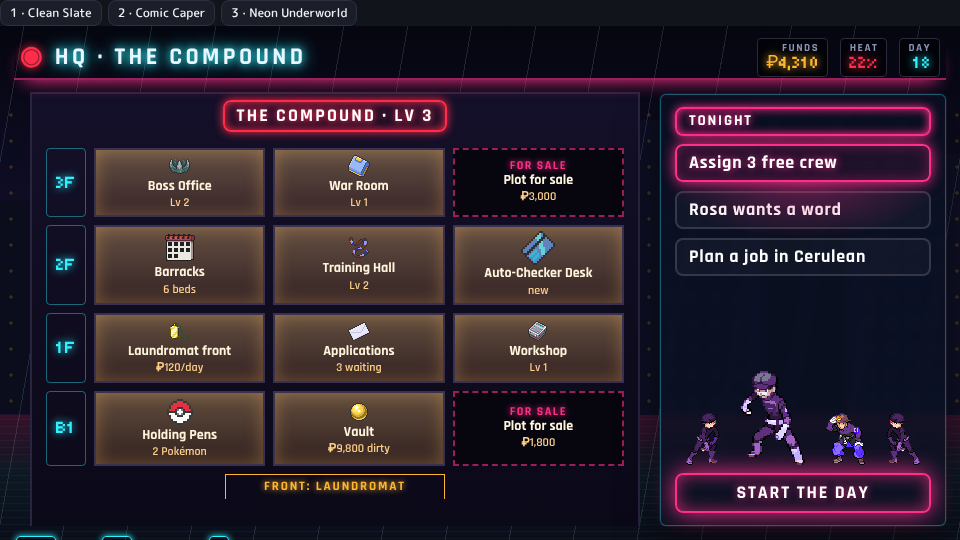 1 · Clean Slate
2 · Comic Caper
3 · Neon Underworld
HQ · THE COMPOUND
FUNDS
₽4,310
HEAT
22%
DAY
18
THE COMPOUND · LV 3
3F
Boss Office
Lv 2
War Room
Lv 1
FOR SALE
Plot for sale
₽3,000
2F
Barracks
6 beds
Training Hall
Lv 2
Auto-Checker Desk
new
1F
Laundromat front
₽120/day
Applications
3 waiting
Workshop
Lv 1
B1
Holding Pens
2 Pokémon
Vault
₽9,800 dirty
FOR SALE
Plot for sale
₽1,800
FRONT: LAUNDROMAT
TONIGHT
Assign 3 free crew
Rosa wants a word
Plan a job in Cerulean
START THE DAY